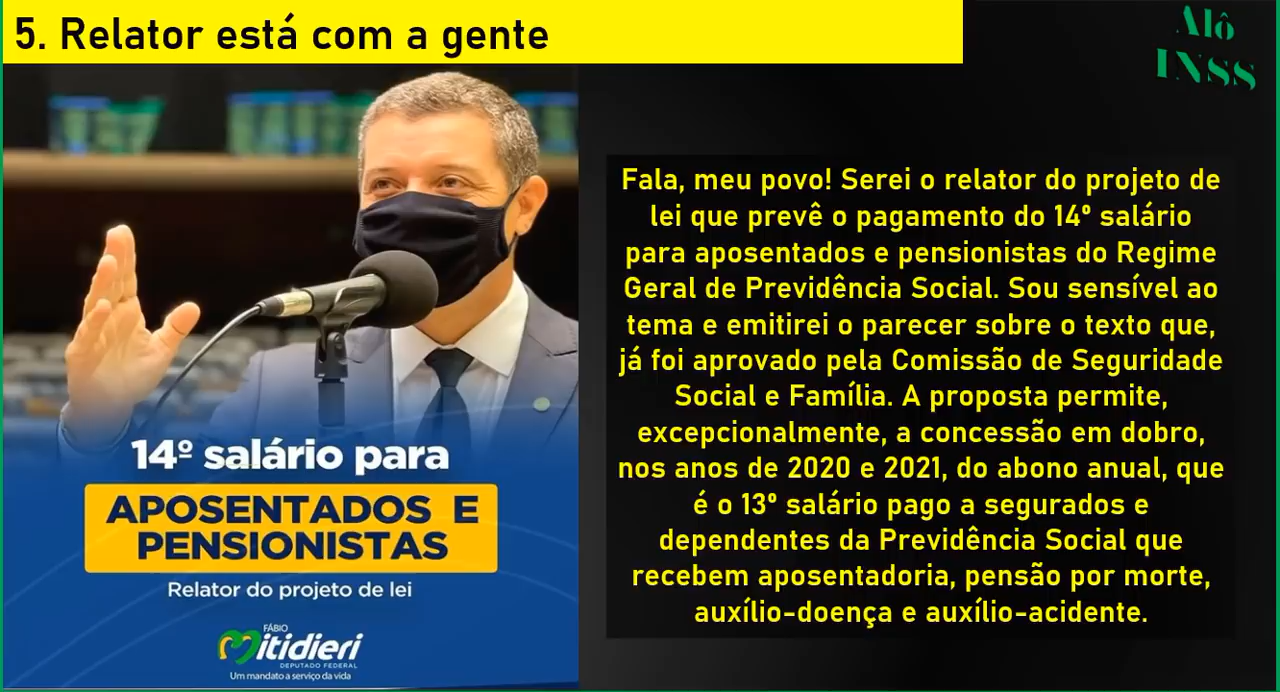 5. Relator está com a gente
Alô
INSS
14º salário para
APOSENTADOS E
PENSIONISTAS
Relator do projeto de lei
FÁBIO
Mitidieri
DEPUTADO FEDERAL
Um mandato a serviço da vida
Fala, meu povo! Serei o relator do projeto de
lei que prevê o pagamento do 14º salário
para aposentados e pensionistas do Regime
Geral de Previdência Social. Sou sensível ao
tema e emitirei o parecer sobre o texto que,
já foi aprovado pela Comissão de Seguridade
Social e Família. A proposta permite,
excepcionalmente, a concessão em dobro,
nos anos de 2020 e 2021, do abono anual, que
é o 13º salário pago a segurados e
dependentes da Previdência Social que
recebem aposentadoria, pensão por morte,
auxílio-doença e auxílio-acidente.